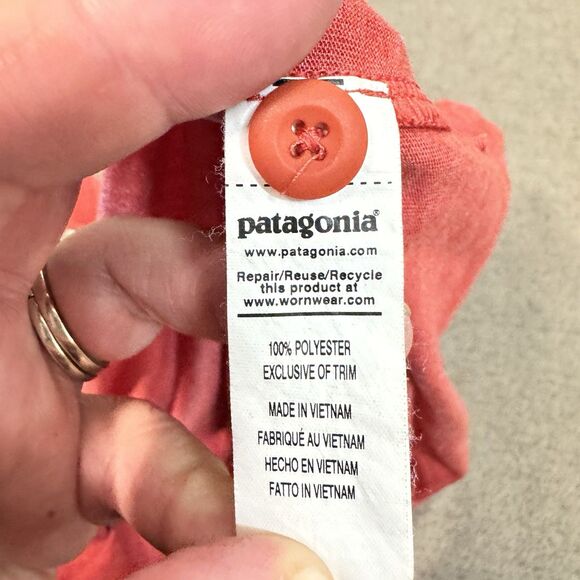 patagonia®
www.patagonia.com
Repair/Reuse/Recycle
this product at
www.wornwear.com
100% POLYESTER
EXCLUSIVE OF TRIM
MADE IN VIETNAM
FABRIQUÉ AU VIETNAM
HECHO EN VIETNAM
FATTO IN VIETNAM